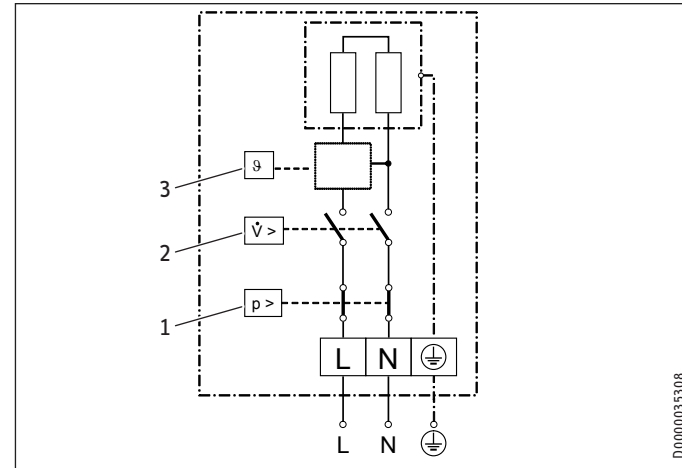 3 ϑ
2 V̇ >
1 p >
L N
L N
D0000035308